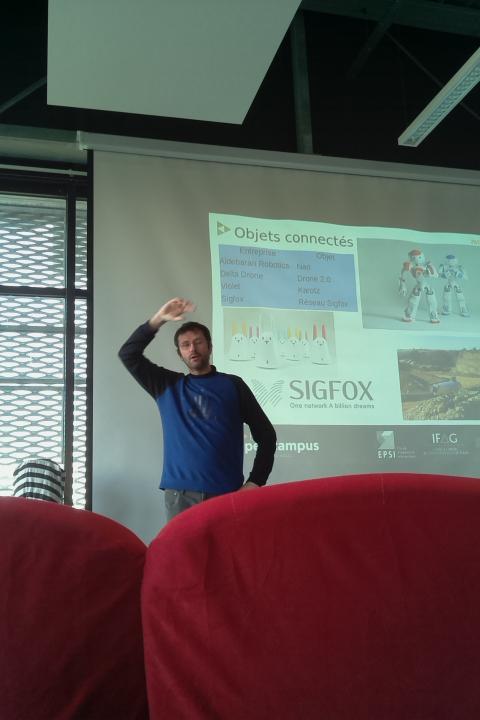 Objets connectés
Entreprise Objet
Aldebaran Robotics Nao
Delta Drone Drone 2.0
Violet Karotz
Sigfox Réseau Sigfox
SIGFOX
One network A billion dreams
campus
EPSI
IFAG